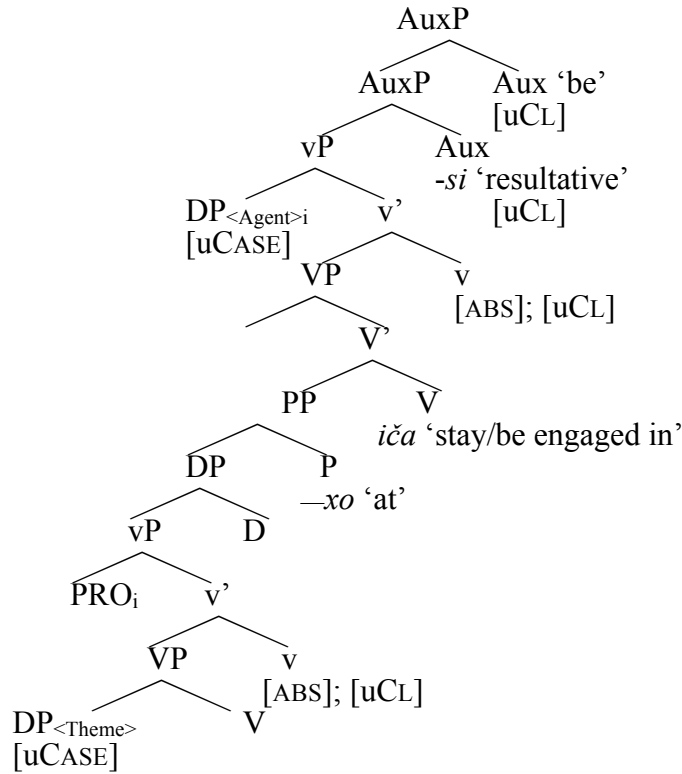 AuxP
AuxP Aux ‘be’
[uCL]
vP Aux
-si ‘resultative’
DP<Agent>i v’ [uCL]
[uCASE]
VP v
[ABS]; [uCL]
V’
PP V
iča ‘stay/be engaged in’
DP P
—xo ‘at’
vP D
PROi v’
VP v
[ABS]; [uCL]
DP<Theme> V
[uCASE]